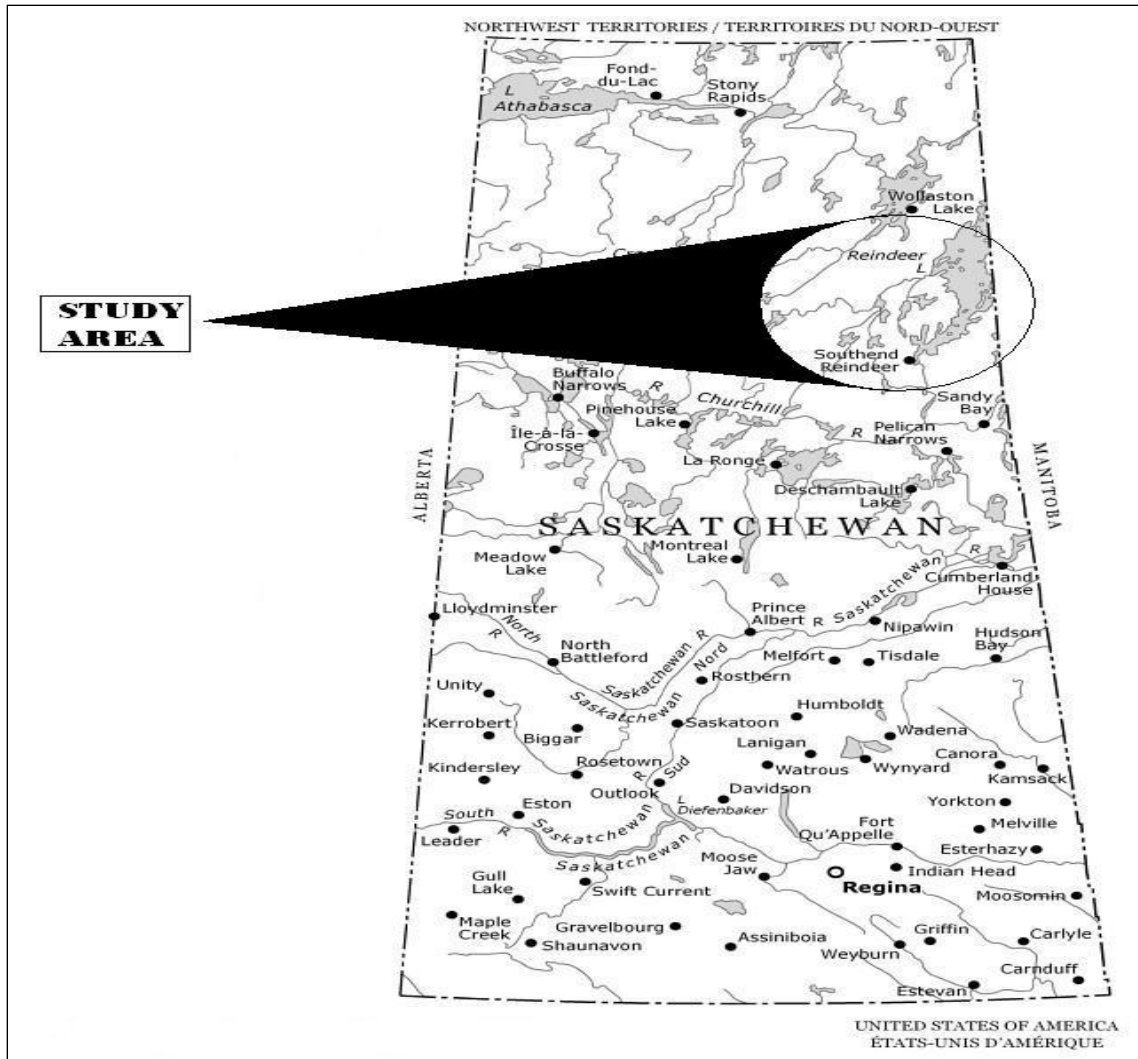 NORTHWEST TERRITORIES / TERRITOIRES DU NORD-OUEST
Fond-
du-Lac
Stony
Rapids
L
Athabasca
Wollaston
Lake
Reindeer
L
STUDY
AREA
Southend
Reindeer
Buffalo
Narrows
R
Churchill
Sandy
Bay
Pinehouse
Lake
R
Pelican
Narrows
Île-à-la-
Crosse
La Ronge
ALBERTA
MANITOBA
Deschambault
Lake
SASKATCHEWAN
Meadow
Lake
Montreal
Lake
R
Cumberland
House
Lloydminster
North
R
Prince
Albert
R
Saskatchewan
Nipawin
Hudson
Bay
North
Battleford
Saskatchewan
R
Nord
Melfort
Tisdale
Rosthern
Unity
Saskatchewan
Humboldt
Saskatoon
Kerrobert
Biggar
Wadena
Lanigan
Canora
Kindersley
Rosetown
Watrous
Wynyard
Kamsack
R
Sud
Outlook
Davidson
Eston
L
Diefenbaker
Yorkton
South
R
Saskatchewan
Fort
Qu'Appelle
Melville
Leader
Saskatchewan
Esterhazy
Moose
Jaw
Indian Head
Gull
Lake
Swift Current
Regina
Moosomin
Maple
Creek
Gravelbourg
Griffin
Carlyle
Shaunavon
Assiniboia
Weyburn
Carnduff
Estevan
UNITED STATES OF AMERICA
ÉTATS-UNIS D'AMÉRIQUE